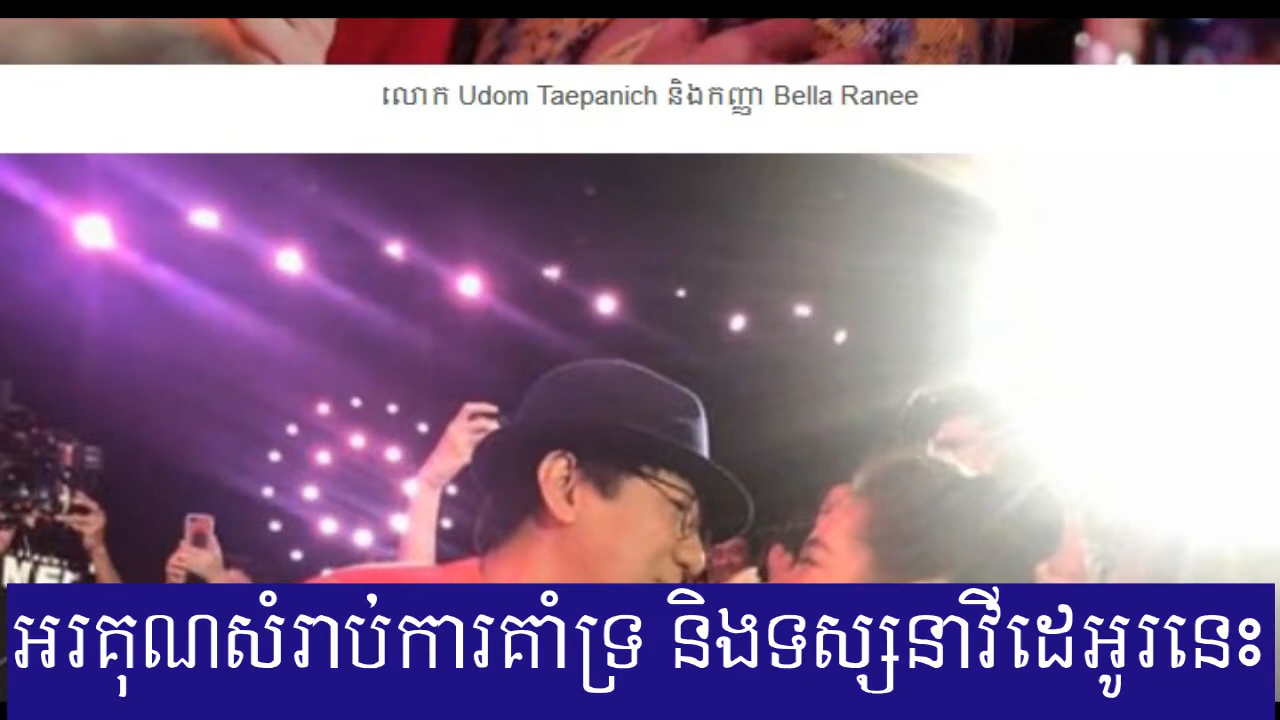 លោក Udom Taepanich និងកញ្ញា Bella Ranee
អរគុណសំរាប់ការគាំទ្រ និងទស្សនាវីដេអូរនេះ